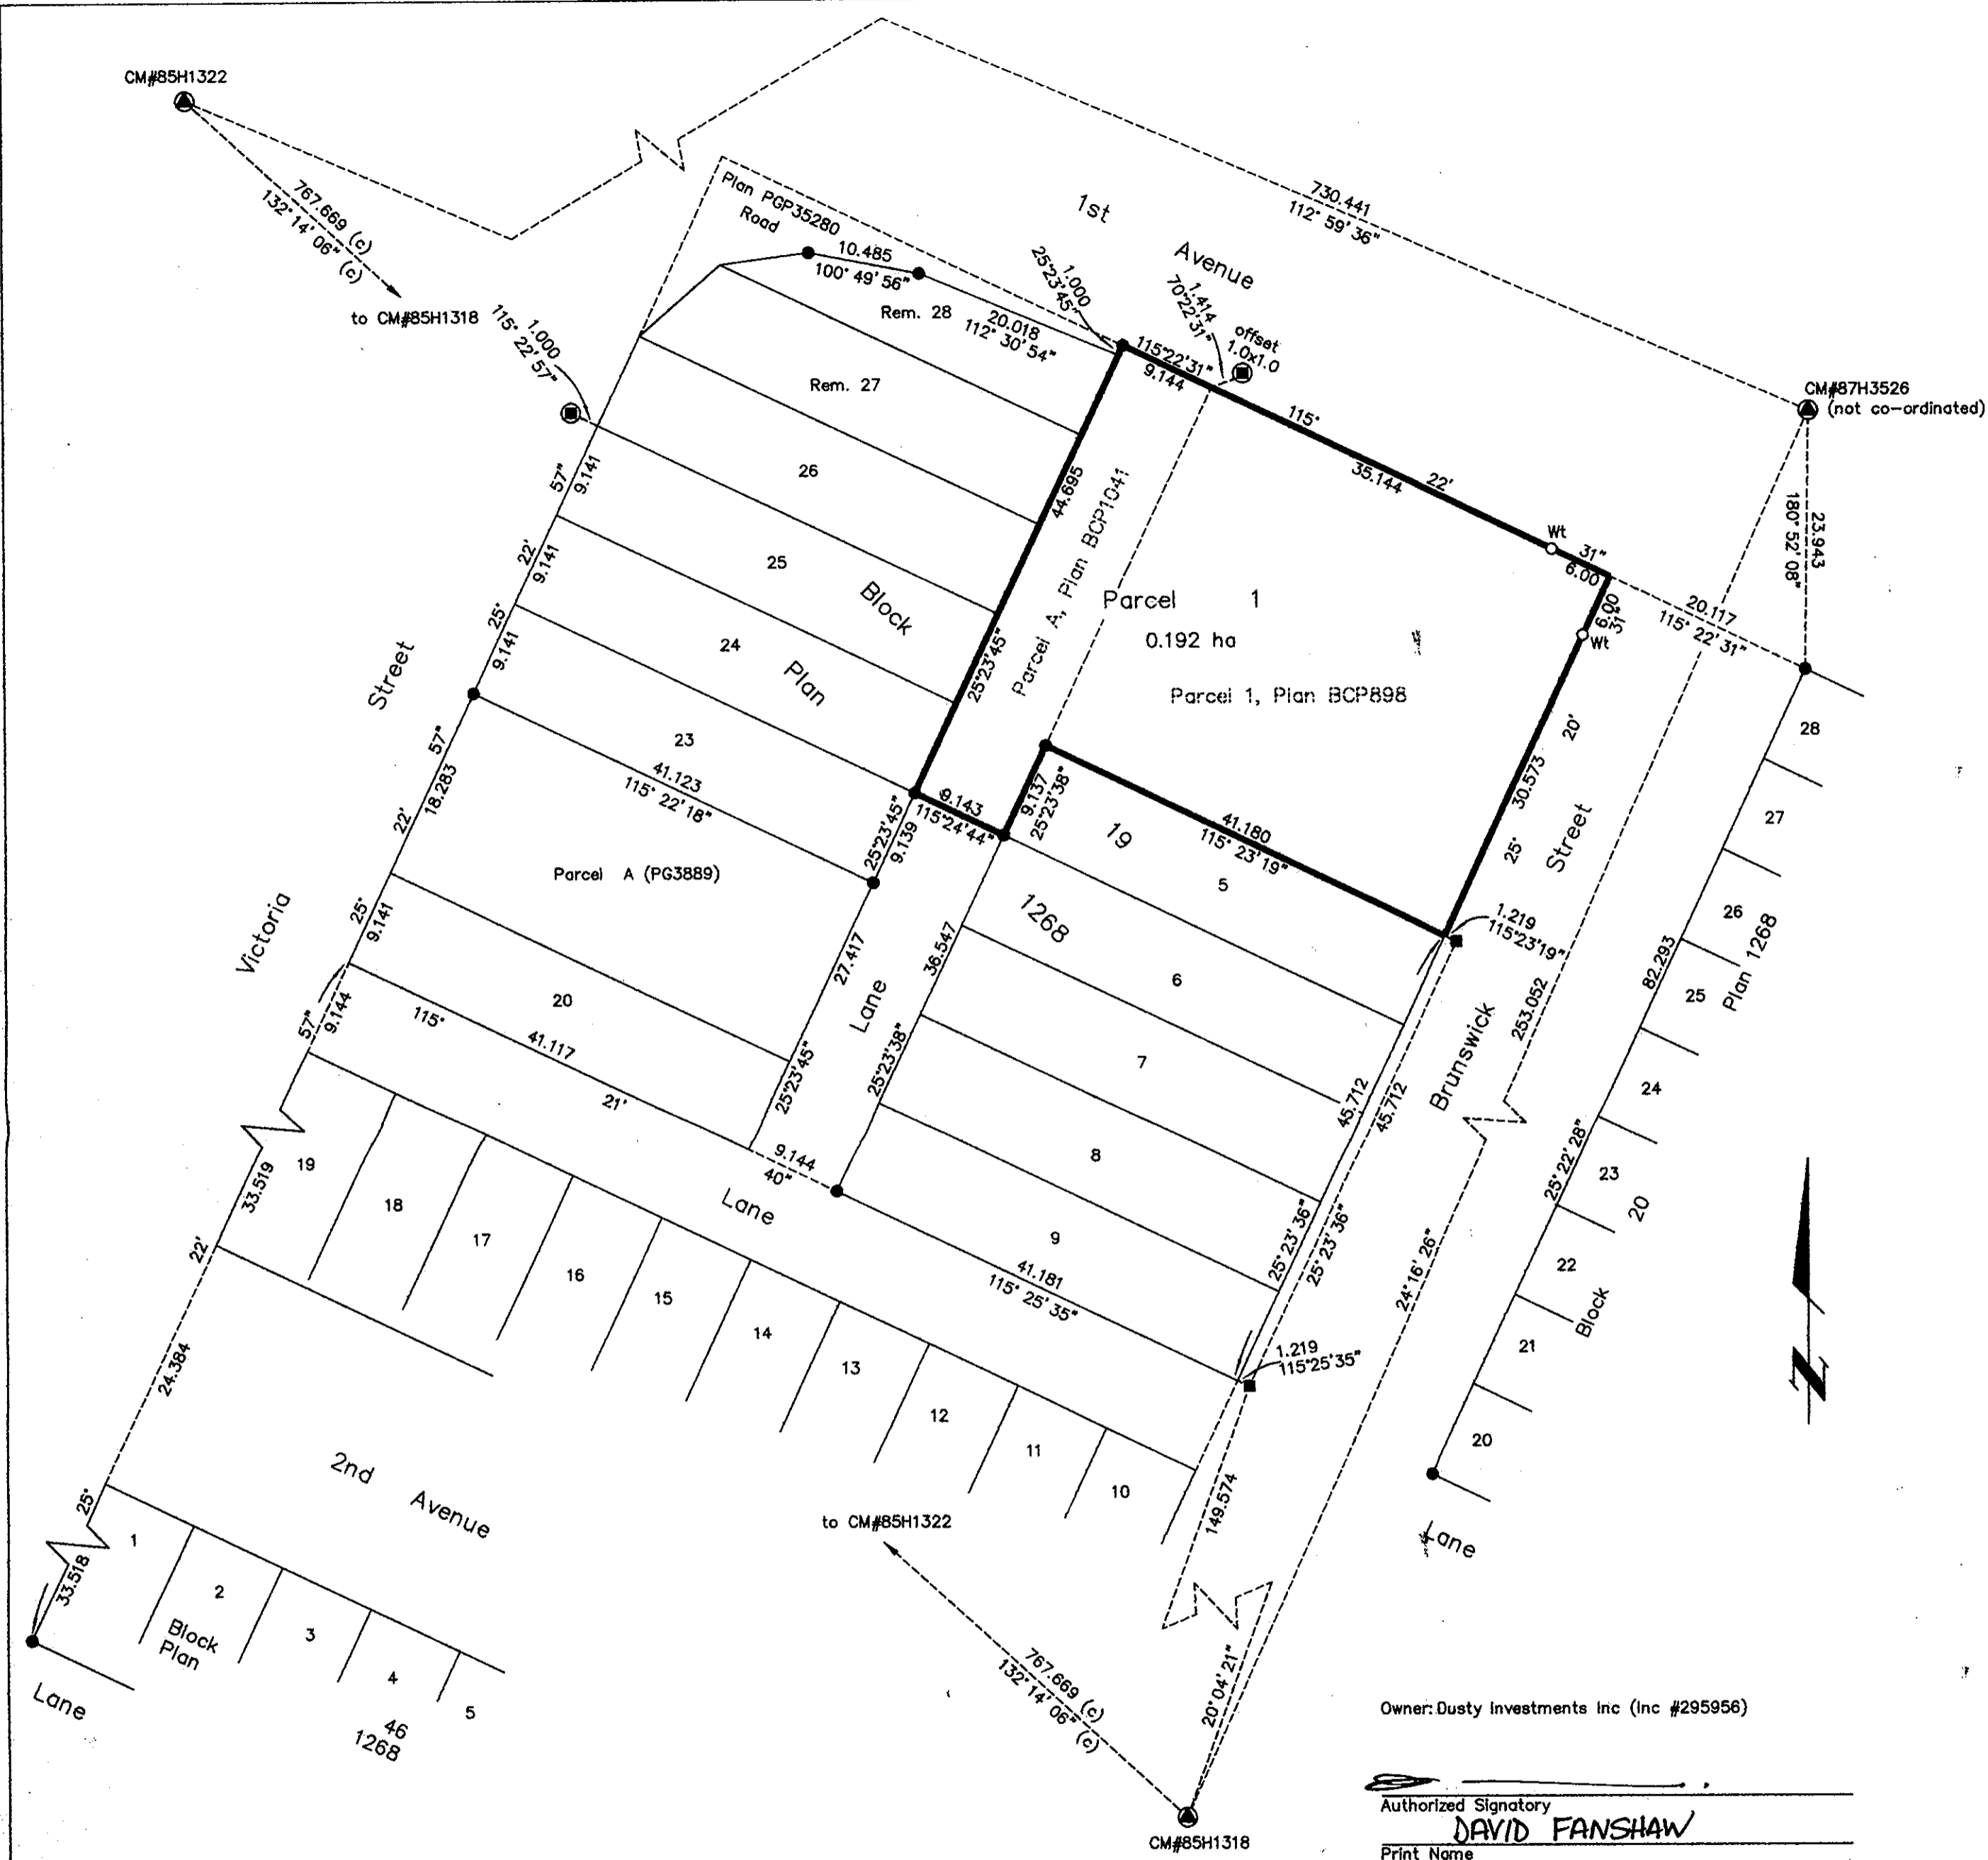 CM#85H1322
767.669 (c)
132° 14' 06" (c)
to CM#85H1318
730.441
112° 59' 36"
1st
Avenue
Plan PGP35280
Road
10.485
100° 49' 56"
Rem. 28
20.018
112° 30' 54"
1.000
25°23'45"
1.414
70°22'31"
offset
1.0x1.0
115°22'31"
9.144
115°
22'
35.144
Wt
31"
6.00
CM#87H3526
(not co-ordinated)
23.943
180° 52' 08"
20.117
115° 22' 31"
1.000
115° 22' 57"
Rem. 27
26
25
24
23
Block
Plan
57"
9.141
22'
9.141
25°
9.141
44.695
25°23'45"
Parcel A, Plan BCP1041
Parcel 1
0.192 ha
Parcel 1, Plan BCP898
6.00
31"
Wt
20'
30.573
25°
Street
Brunswick
Street
Victoria
57"
18.283
22'
41.123
115° 22' 18"
Parcel A (PG3889)
25°23'45"
9.139
9.143
115°24'44"
9.137
25°23'38"
19
1268
41.180
115° 23' 19"
5
6
7
8
9
1.219
115°23'19"
25°
9.141
57"
9.144
20
115°
41.117
21'
27.417
25°23'45"
Lane
36.547
25°23'38"
9.144
40"
Lane
45.712
25° 23' 36"
45.712
25° 23' 36"
253.052
24° 16' 26"
82.293
25° 22' 28"
28
27
26
25
24
23
22
21
20
Plan 1268
Block 20
Lane
41.181
115° 25' 35"
1.219
115°25'35"
33.519
22'
24.384
25°
33.518
19
18
17
16
15
14
13
12
11
10
2nd Avenue
149.574
20° 04' 21"
to CM#85H1322
767.669 (c)
132° 14' 06" (c)
CM#85H1318
1
2
3
4
5
Block
Plan
46
1268
Lane
N
Owner: Dusty Investments Inc (Inc #295956)
Authorized Signatory
DAVID FANSHAW
Print Name